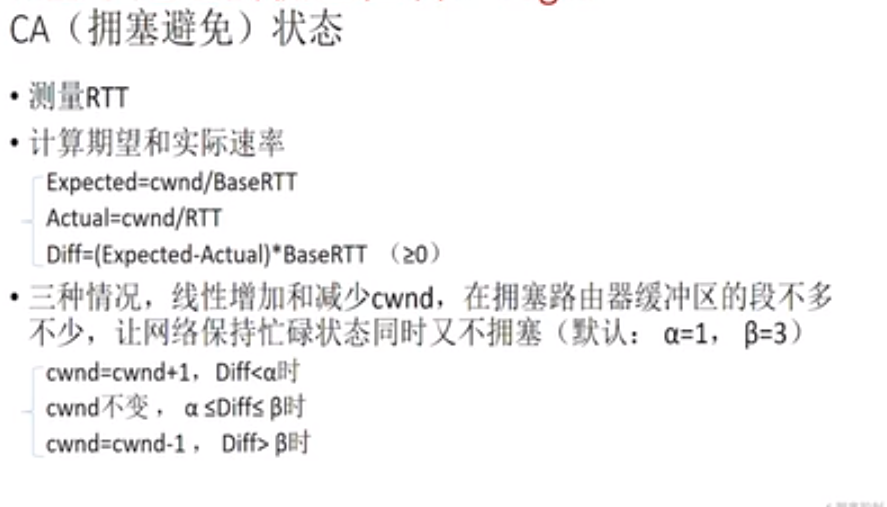 CA（拥塞避免）状态
• 测量RTT
• 计算期望和实际速率
Expected=cwnd/BaseRTT
Actual=cwnd/RTT
Diff=(Expected-Actual)*BaseRTT （≥0）
• 三种情况，线性增加和减少cwnd，在拥塞路由器缓冲区的段不多
不少，让网络保持忙碌状态同时又不拥塞（默认： α=1， β=3）
cwnd=cwnd+1，Diff<α时
cwnd不变 ， α ≤Diff≤ β时
cwnd=cwnd-1 ， Diff> β时